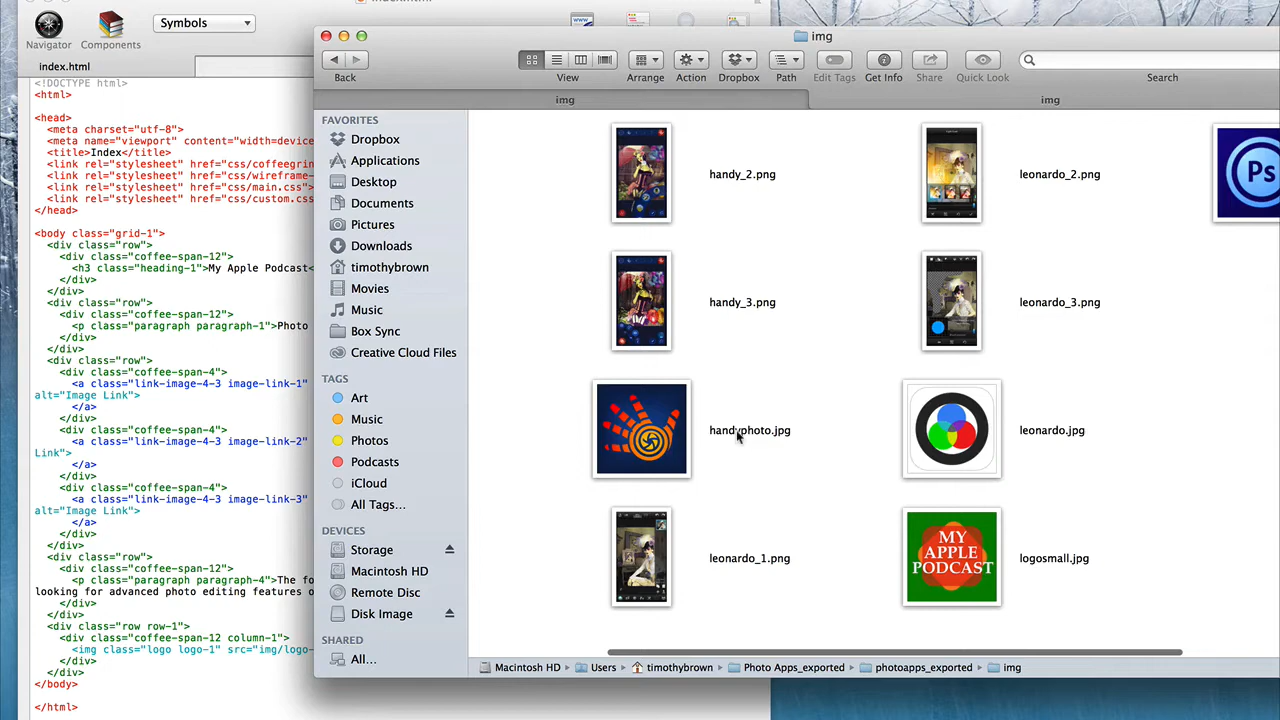 index.html
Symbols
Navigator
Components
index.html
<!DOCTYPE html>
<html>
<head>
<meta charset="utf-8">
<meta name="viewport" content="width=devic
<title>Index</title>
<link rel="stylesheet" href="css/coffeegrin
<link rel="stylesheet" href="css/wireframe-
<link rel="stylesheet" href="css/main.css">
<link rel="stylesheet" href="css/custom.css
</head>
<body class="grid-1">
<div class="row">
<div class="coffee-span-12">
<h3 class="heading-1">My Apple Podcast<
</div>
</div>
<div class="row">
<div class="coffee-span-12">
<p class="paragraph paragraph-1">Photo
</div>
</div>
<div class="row">
<div class="coffee-span-4">
<a class="link-image-4-3 image-link-1"
alt="Image Link">
</a>
</div>
<div class="coffee-span-4">
<a class="link-image-4-3 image-link-2"
Link">
</a>
</div>
<div class="coffee-span-4">
<a class="link-image-4-3 image-link-3"
alt="Image Link">
</a>
</div>
</div>
<div class="row">
<div class="coffee-span-12">
<p class="paragraph paragraph-4">The fo
looking for advanced photo editing features o
</div>
</div>
<div class="row row-1">
<div class="coffee-span-12 column-1">
<img class="logo logo-1" src="img/logo-
</div>
</div>
</body>
</html>
img
Back
View
Arrange
Action
Dropbox
Path
Edit Tags
Get Info
Share
Quick Look
Search
img
img
FAVORITES
Dropbox
Applications
Desktop
Documents
Pictures
Downloads
timothybrown
Movies
Music
Box Sync
Creative Cloud Files
TAGS
Art
Music
Photos
Podcasts
iCloud
All Tags...
DEVICES
Storage
Macintosh HD
Remote Disc
Disk Image
SHARED
All...
handy_2.png
leonardo_2.png
Ps
handy_3.png
leonardo_3.png
handyphoto.jpg
leonardo.jpg
leonardo_1.png
MY
APPLE
PODCAST
logosmall.jpg
Macintosh HD
Users
timothybrown
Photo Apps_exported
photoapps_exported
img